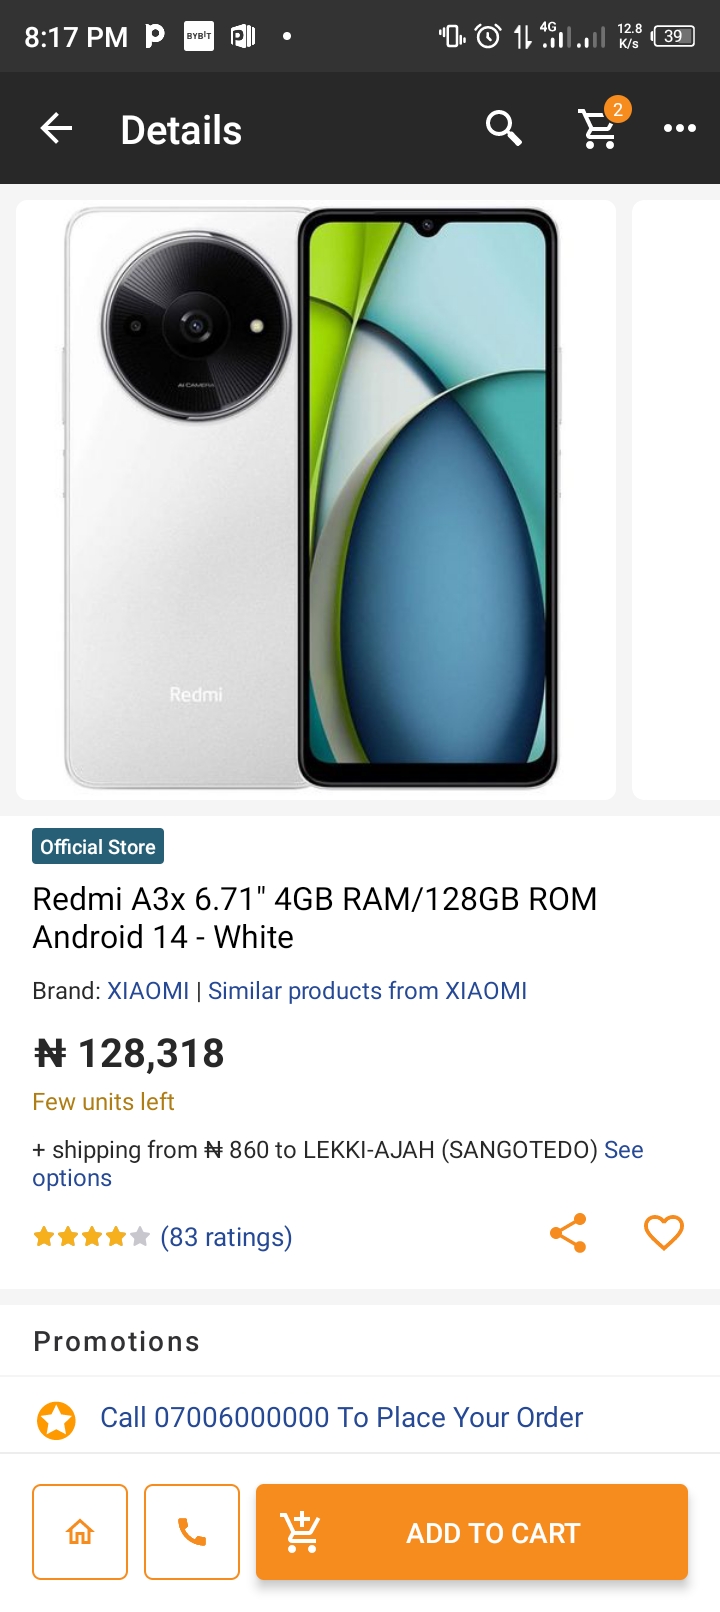 8:17 PM
BYBIT
4G
12.8
K/s
39
Details
2
AI CAMERA
Redmi
Official Store
Redmi A3x 6.71" 4GB RAM/128GB ROM
Android 14 - White
Brand: XIAOMI | Similar products from XIAOMI
₦ 128,318
Few units left
+ shipping from ₦ 860 to LEKKI-AJAH (SANGOTEDO) See
options
(83 ratings)
Promotions
Call 07006000000 To Place Your Order
ADD TO CART